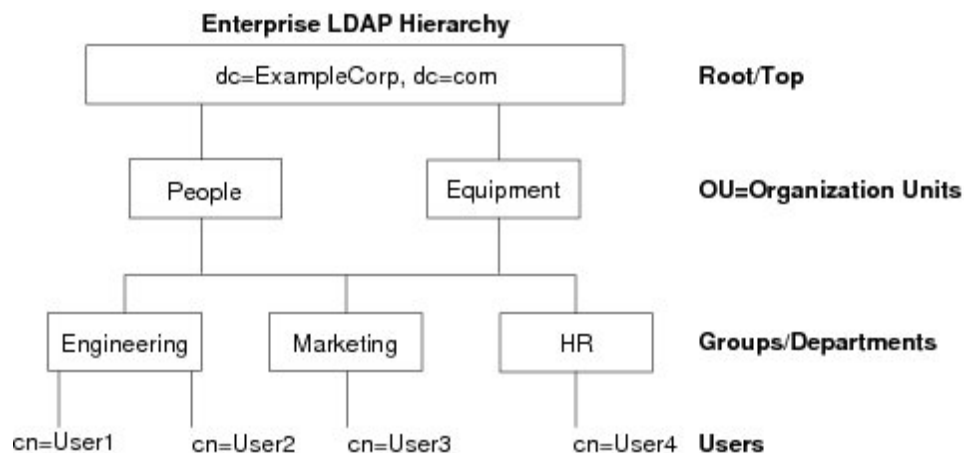 Enterprise LDAP Hierarchy
dc=ExampleCorp, dc=com
Root/Top
People
Equipment
OU=Organization Units
Engineering
Marketing
HR
Groups/Departments
cn=User1
cn=User2
cn=User3
cn=User4
Users